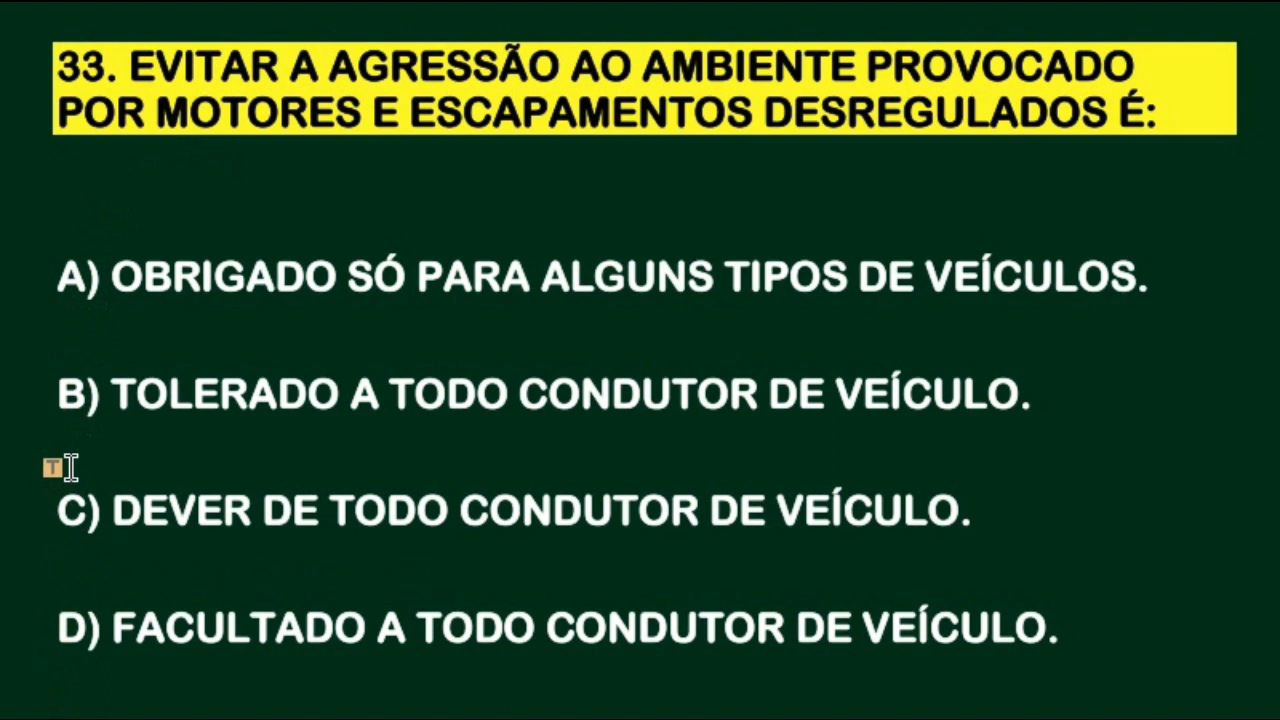 33. EVITAR A AGRESSÃO AO AMBIENTE PROVOCADO
POR MOTORES E ESCAPAMENTOS DESREGULADOS É:
A) OBRIGADO SÓ PARA ALGUNS TIPOS DE VEÍCULOS.
B) TOLERADO A TODO CONDUTOR DE VEÍCULO.
T
C) DEVER DE TODO CONDUTOR DE VEÍCULO.
D) FACULTADO A TODO CONDUTOR DE VEÍCULO.